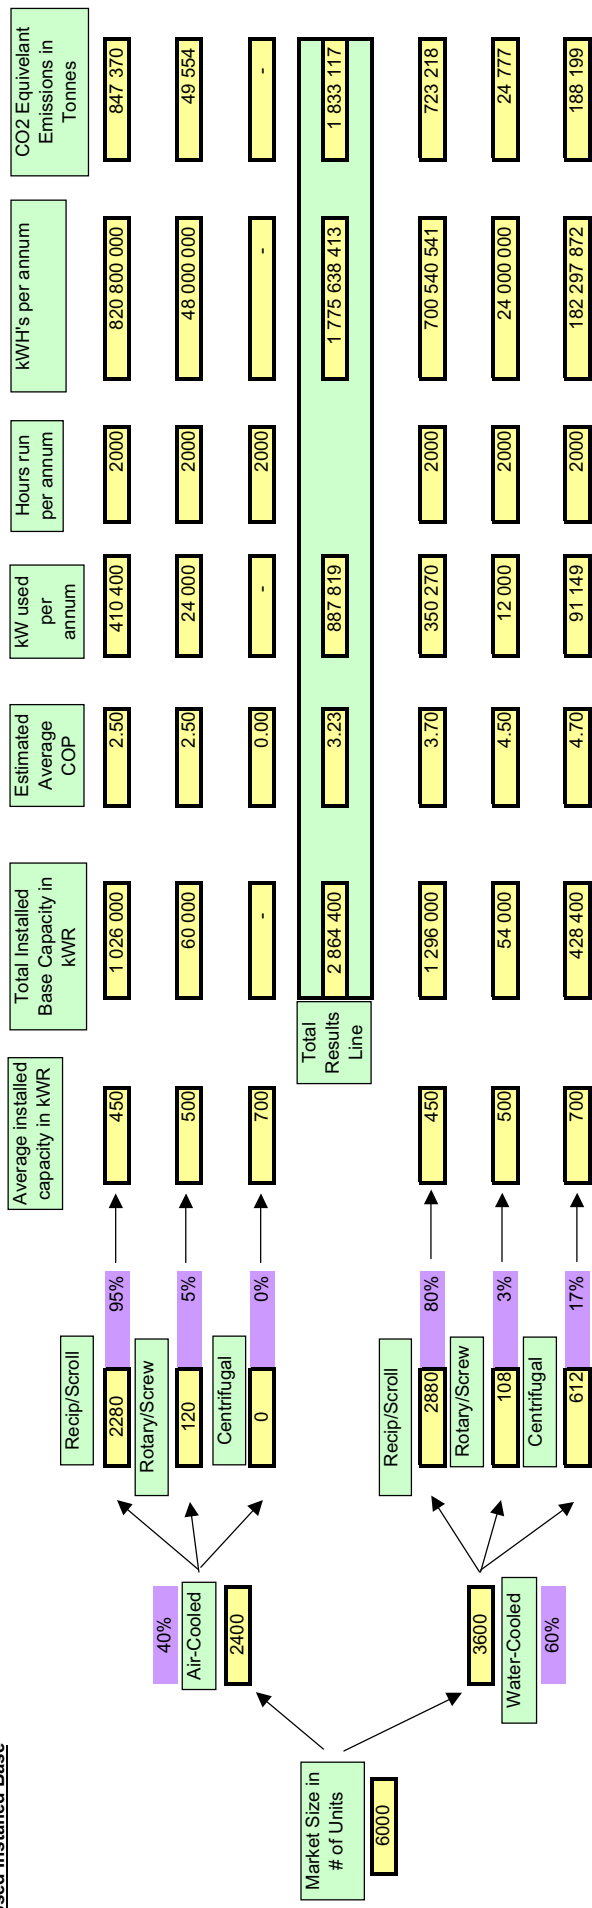 Installed Base
Average installed
capacity in kWR
Total Installed
Base Capacity in
kWR
Estimated
Average
COP
kW used
per
annum
Hours run
per annum
kWH's per annum
CO2 Equivelant
Emissions in
Tonnes
Recip/Scroll
2280 95% 450 1 026 000 2.50 410 400 2000 820 800 000 847 370
40%
Rotary/Screw
Air-Cooled
120 5% 500 60 000 2.50 24 000 2000 48 000 000 49 554
Centrifugal
2400
0 0% 700 - 0.00 - 2000 - -
Market Size in
# of Units
Total
Results
Line
2 864 400 3.23 887 819 1 775 638 413 1 833 117
6000
Recip/Scroll
2880 80% 450 1 296 000 3.70 350 270 2000 700 540 541 723 218
Rotary/Screw
3600
108 3% 500 54 000 4.50 12 000 2000 24 000 000 24 777
Water-Cooled
Centrifugal
60%
612 17% 700 428 400 4.70 91 149 2000 182 297 872 188 199